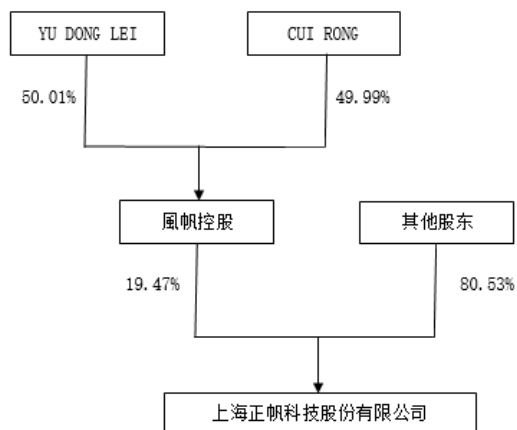 YU DONG LEI
CUI RONG
50.01%
49.99%
風帆控股
其他股东
19.47%
80.53%
上海正帆科技股份有限公司